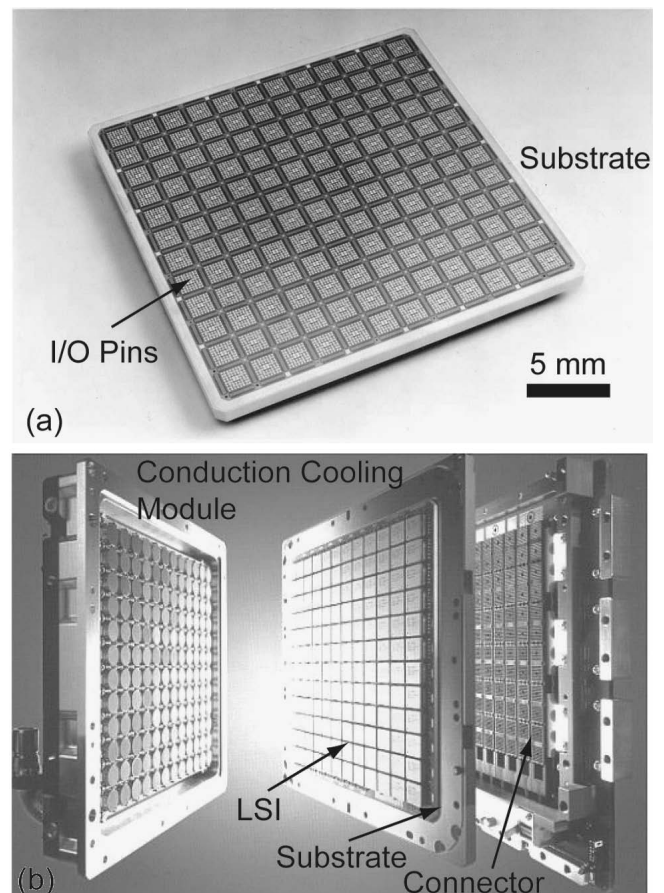 Substrate
I/O Pins
5 mm
(a)
Conduction Cooling
Module
LSI
Substrate
Connector
(b)